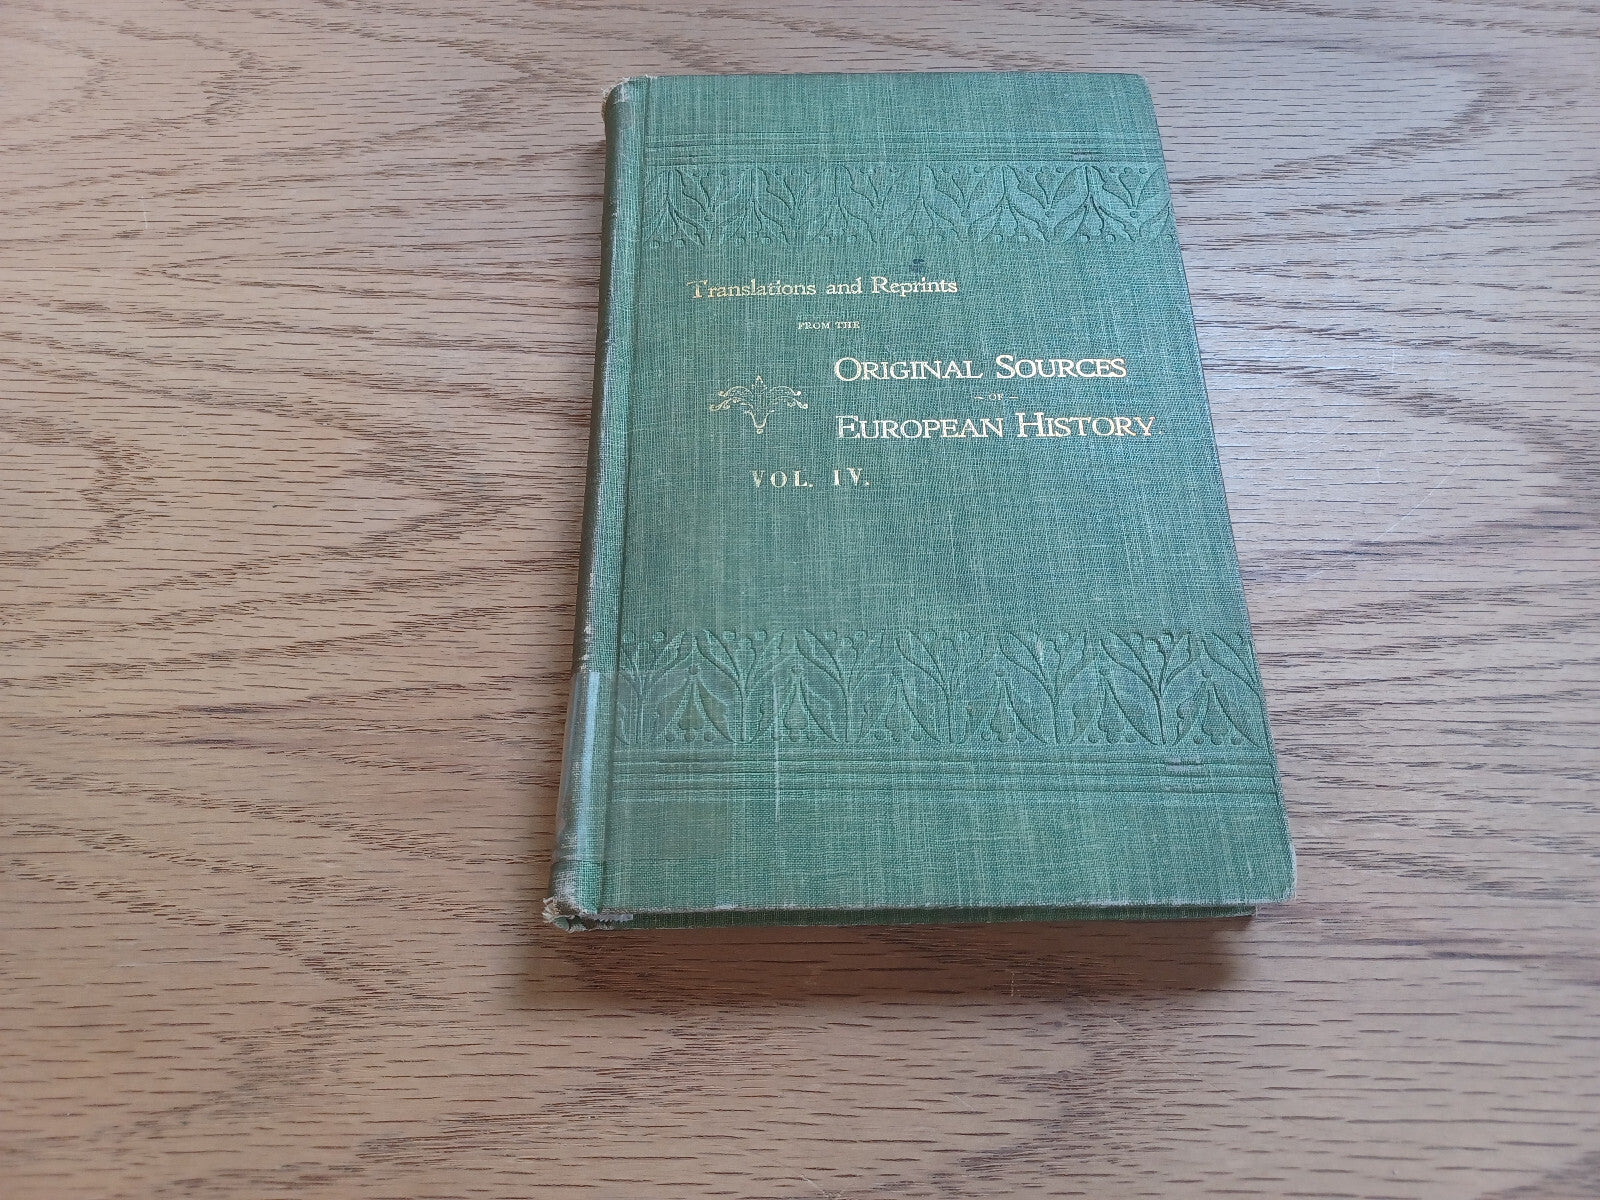 Translations and Reprints
FROM THE
ORIGINAL SOURCES
- OF -
EUROPEAN HISTORY
VOL. IV.